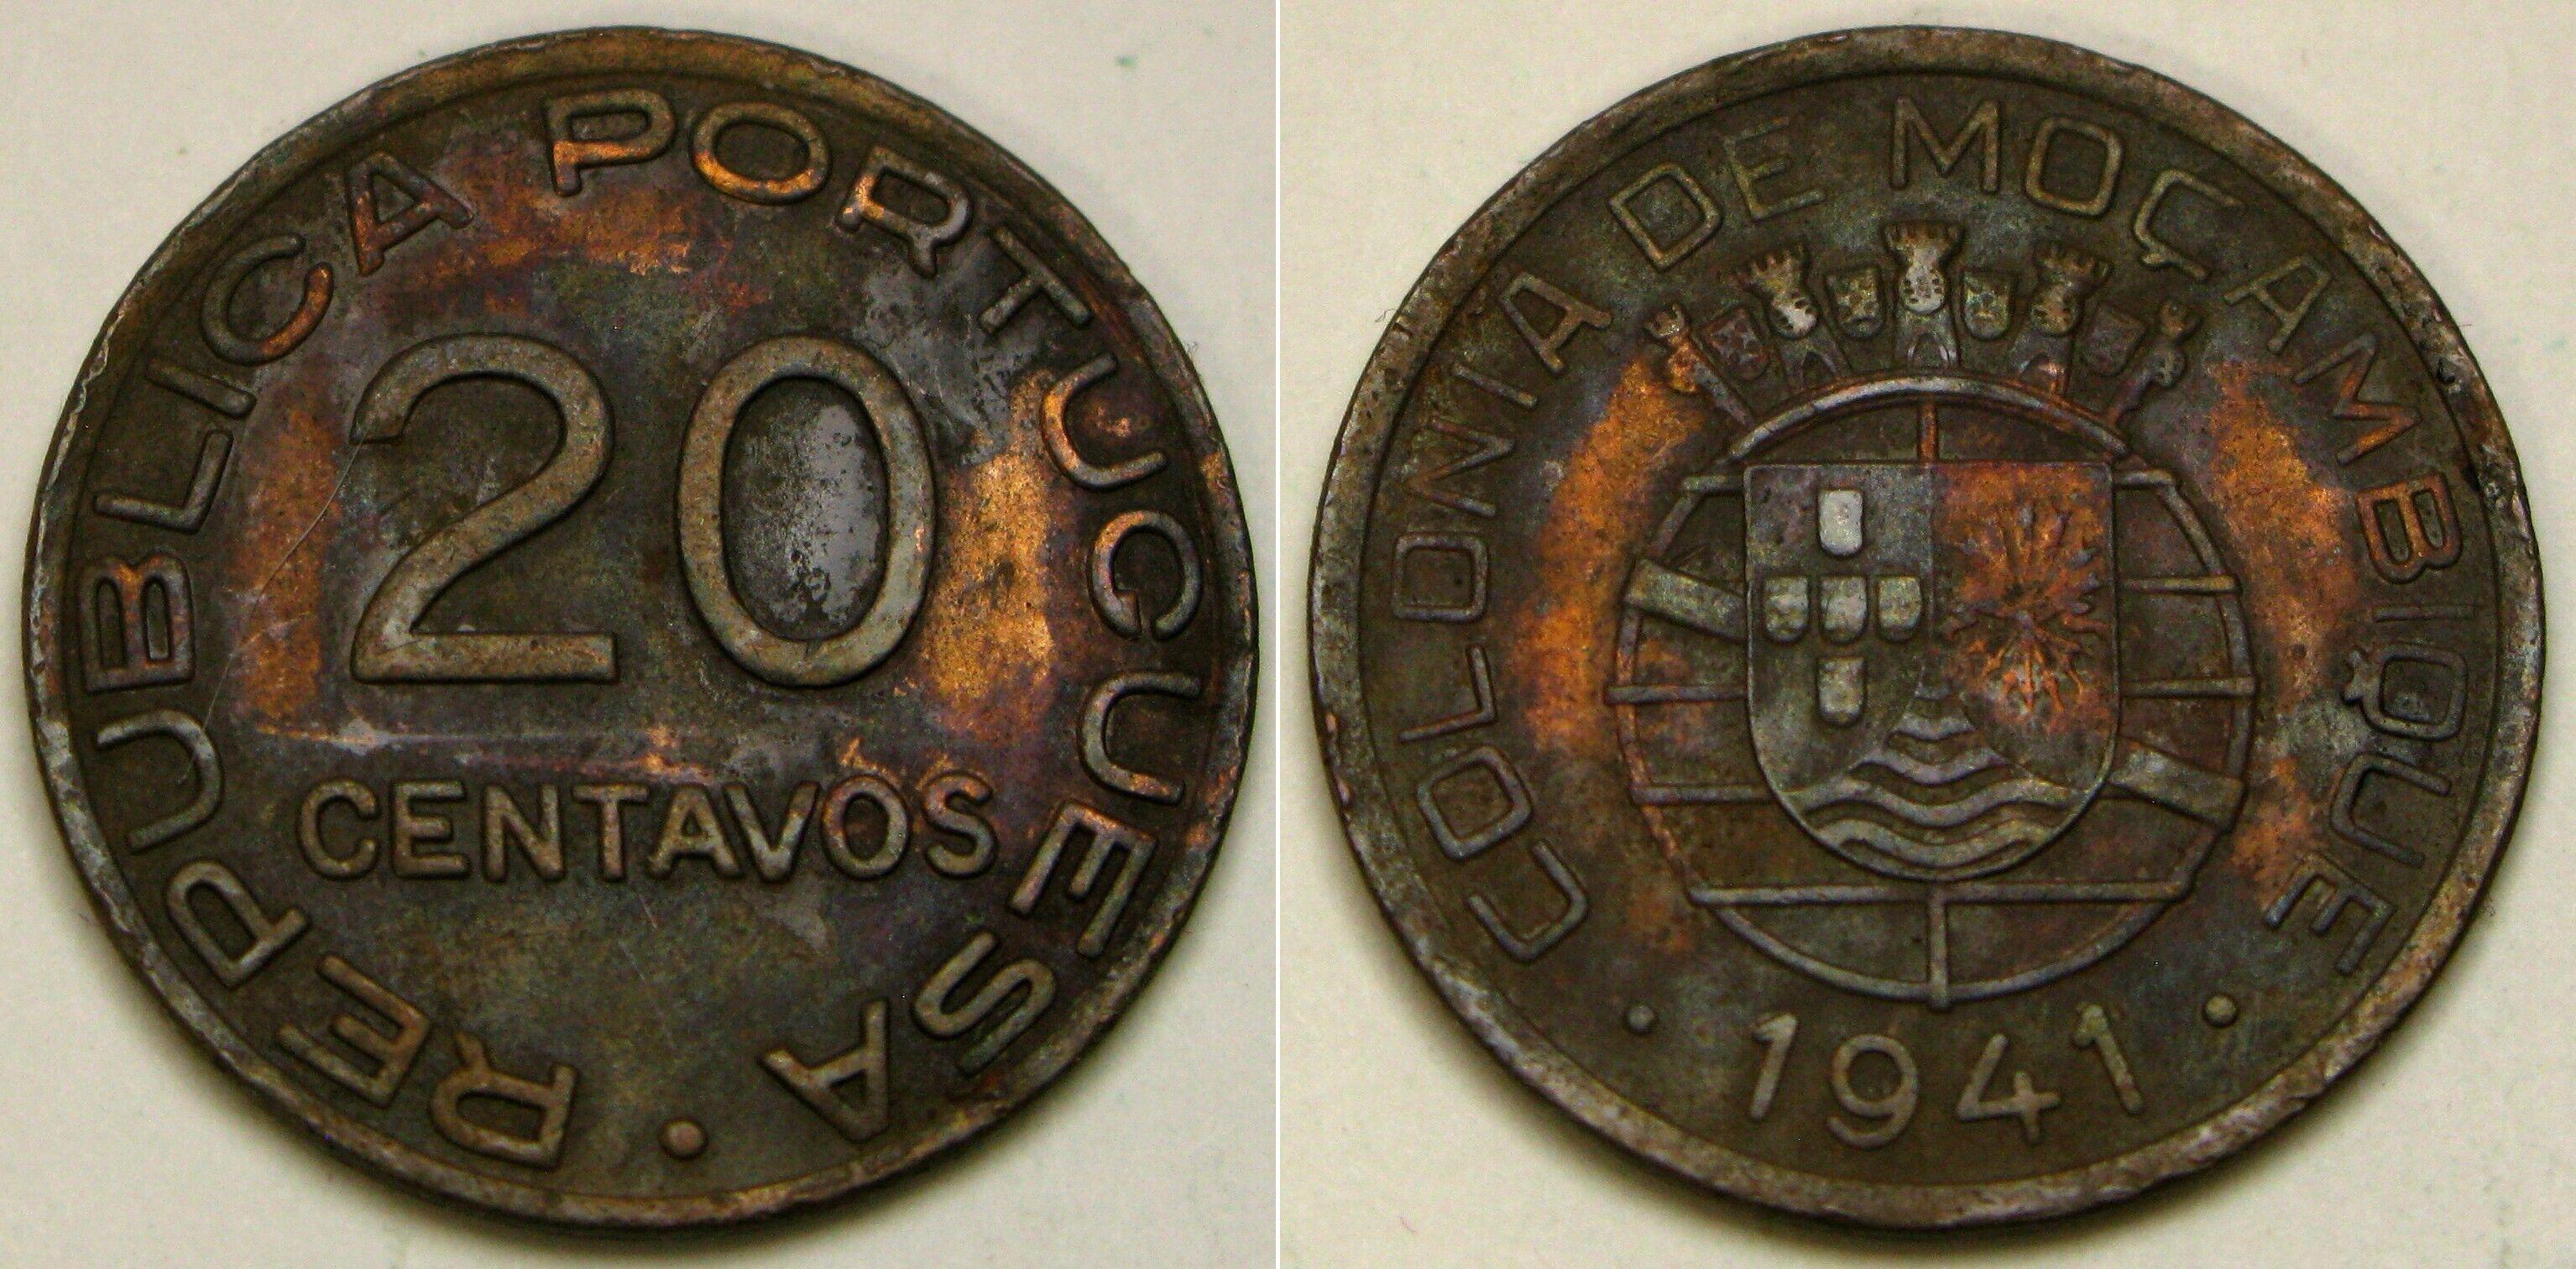 REPUBLICA PORTUGUESA
20
CENTAVOS
COLONIA DE MOÇAMBIQUE
1941